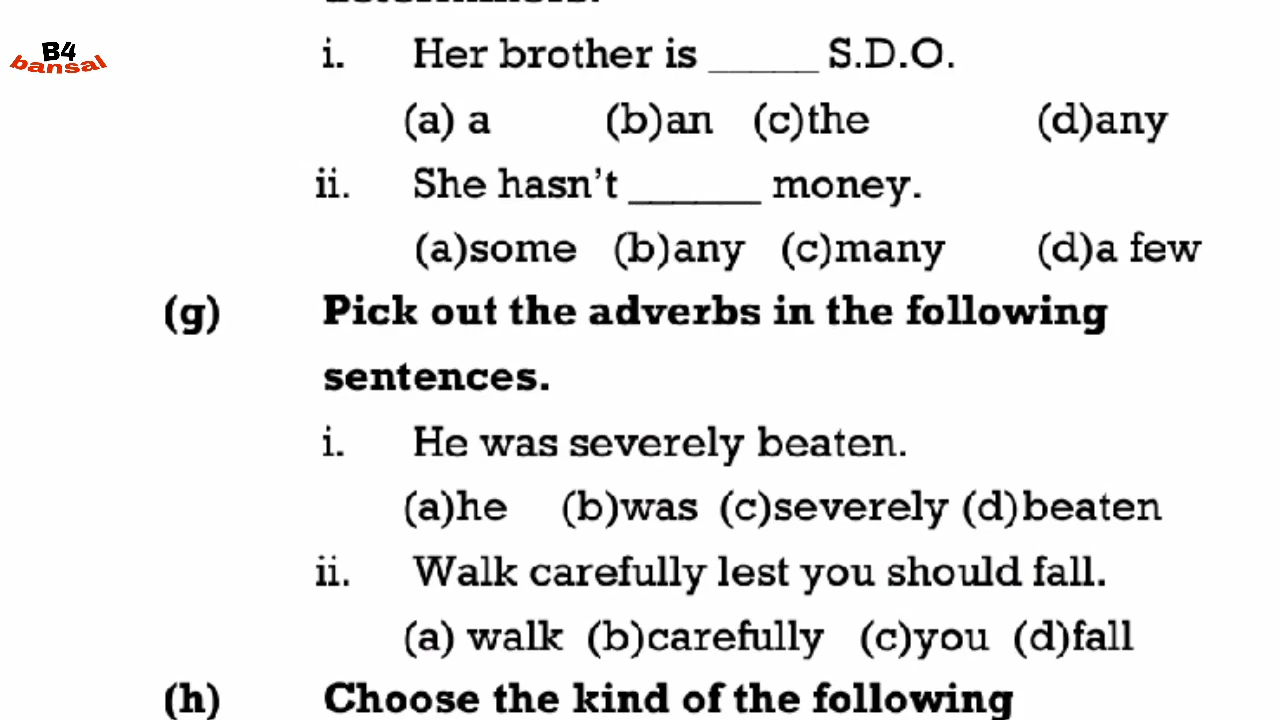 determiners.
B4
bansal
i. Her brother is _____ S.D.O.
(a) a (b)an (c)the (d)any
ii. She hasn't ______ money.
(a)some (b)any (c)many (d)a few
(g) Pick out the adverbs in the following
sentences.
i. He was severely beaten.
(a)he (b)was (c)severely (d)beaten
ii. Walk carefully lest you should fall.
(a) walk (b)carefully (c)you (d)fall
(h) Choose the kind of the following